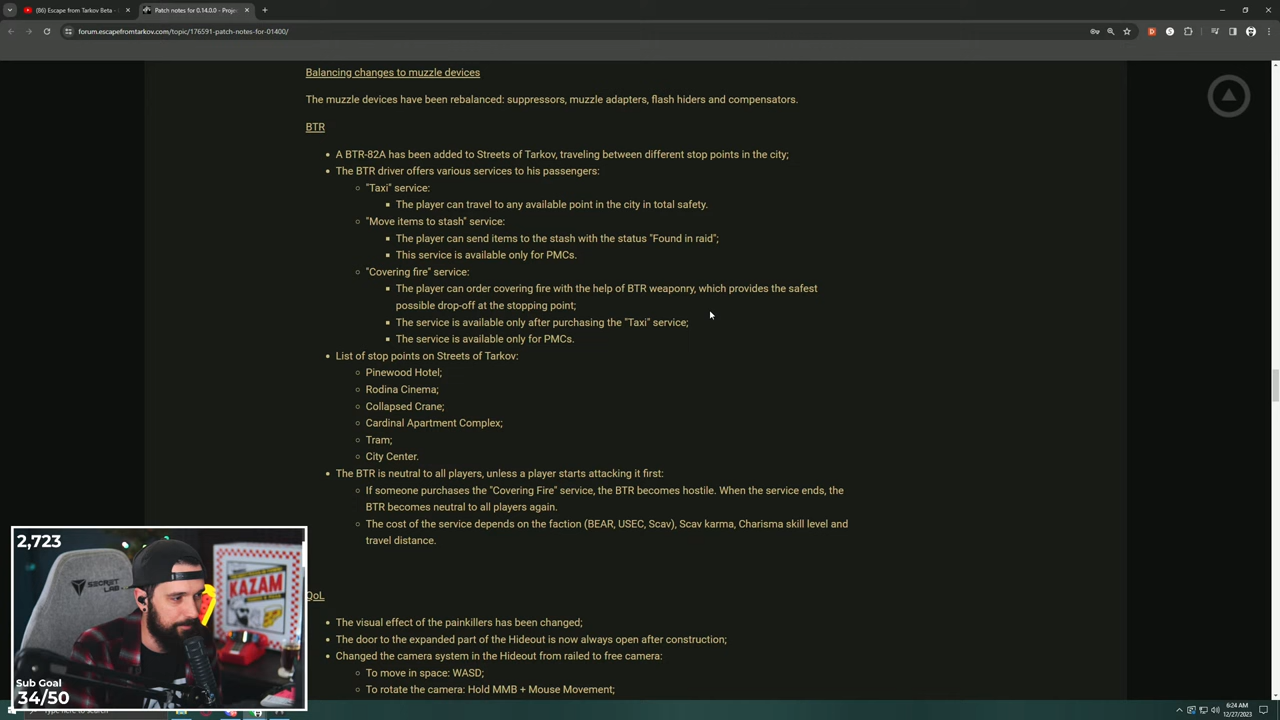 (86) Escape from Tarkov Beta - L
Patch notes for 0.14.0.0 - Proje
forum.escapefromtarkov.com/topic/176591-patch-notes-for-01400/
Balancing changes to muzzle devices
The muzzle devices have been rebalanced: suppressors, muzzle adapters, flash hiders and compensators.
BTR
A BTR-82A has been added to Streets of Tarkov, traveling between different stop points in the city;
The BTR driver offers various services to his passengers:
"Taxi" service:
The player can travel to any available point in the city in total safety.
"Move items to stash" service:
The player can send items to the stash with the status "Found in raid";
This service is available only for PMCs.
"Covering fire" service:
The player can order covering fire with the help of BTR weaponry, which provides the safest
possible drop-off at the stopping point;
The service is available only after purchasing the "Taxi" service;
The service is available only for PMCs.
List of stop points on Streets of Tarkov:
Pinewood Hotel;
Rodina Cinema;
Collapsed Crane;
Cardinal Apartment Complex;
Tram;
City Center.
The BTR is neutral to all players, unless a player starts attacking it first:
If someone purchases the "Covering Fire" service, the BTR becomes hostile. When the service ends, the
BTR becomes neutral to all players again.
The cost of the service depends on the faction (BEAR, USEC, Scav), Scav karma, Charisma skill level and
travel distance.
QoL
The visual effect of the painkillers has been changed;
The door to the expanded part of the Hideout is now always open after construction;
Changed the camera system in the Hideout from railed to free camera:
To move in space: WASD;
To rotate the camera: Hold MMB + Mouse Movement;
2,723
SECRETLAB
KAZAM
Sub Goal
34/50
Type here to search
6:24 AM
12/27/2023